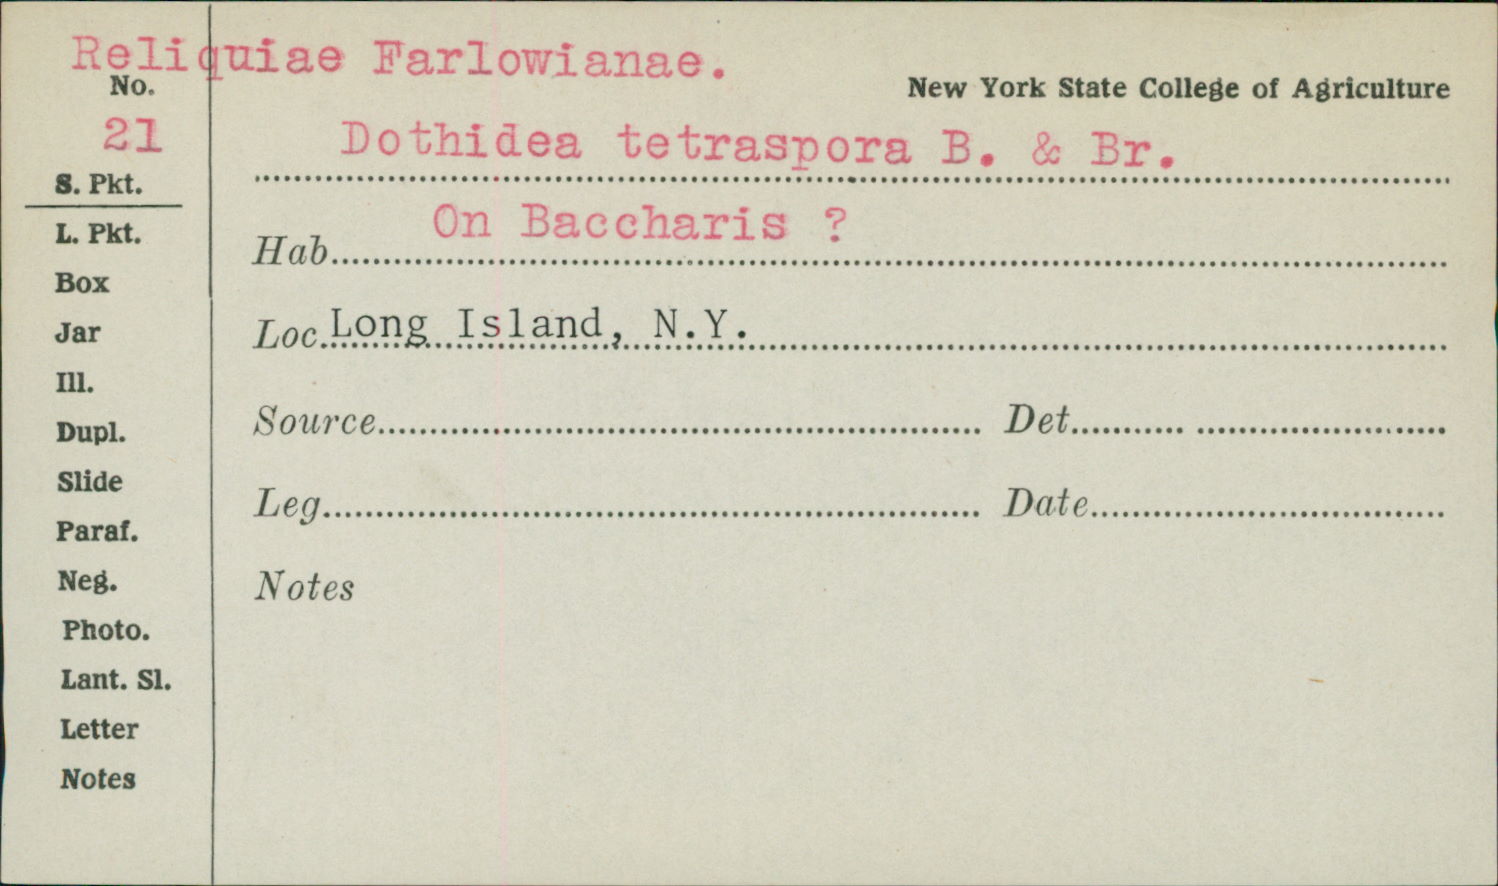 Reliquiae Farlowianae.
No.
New York State College of Agriculture
21
Dothidea tetraspora B. & Br.
S. Pkt.
On Baccharis ?
L. Pkt.
Hab.
Box
Loc. Long Island, N.Y.
Jar
Ill.
Source
Det.
Dupl.
Slide
Leg.
Date
Paraf.
Neg.
Notes
Photo.
Lant. Sl.
Letter
Notes